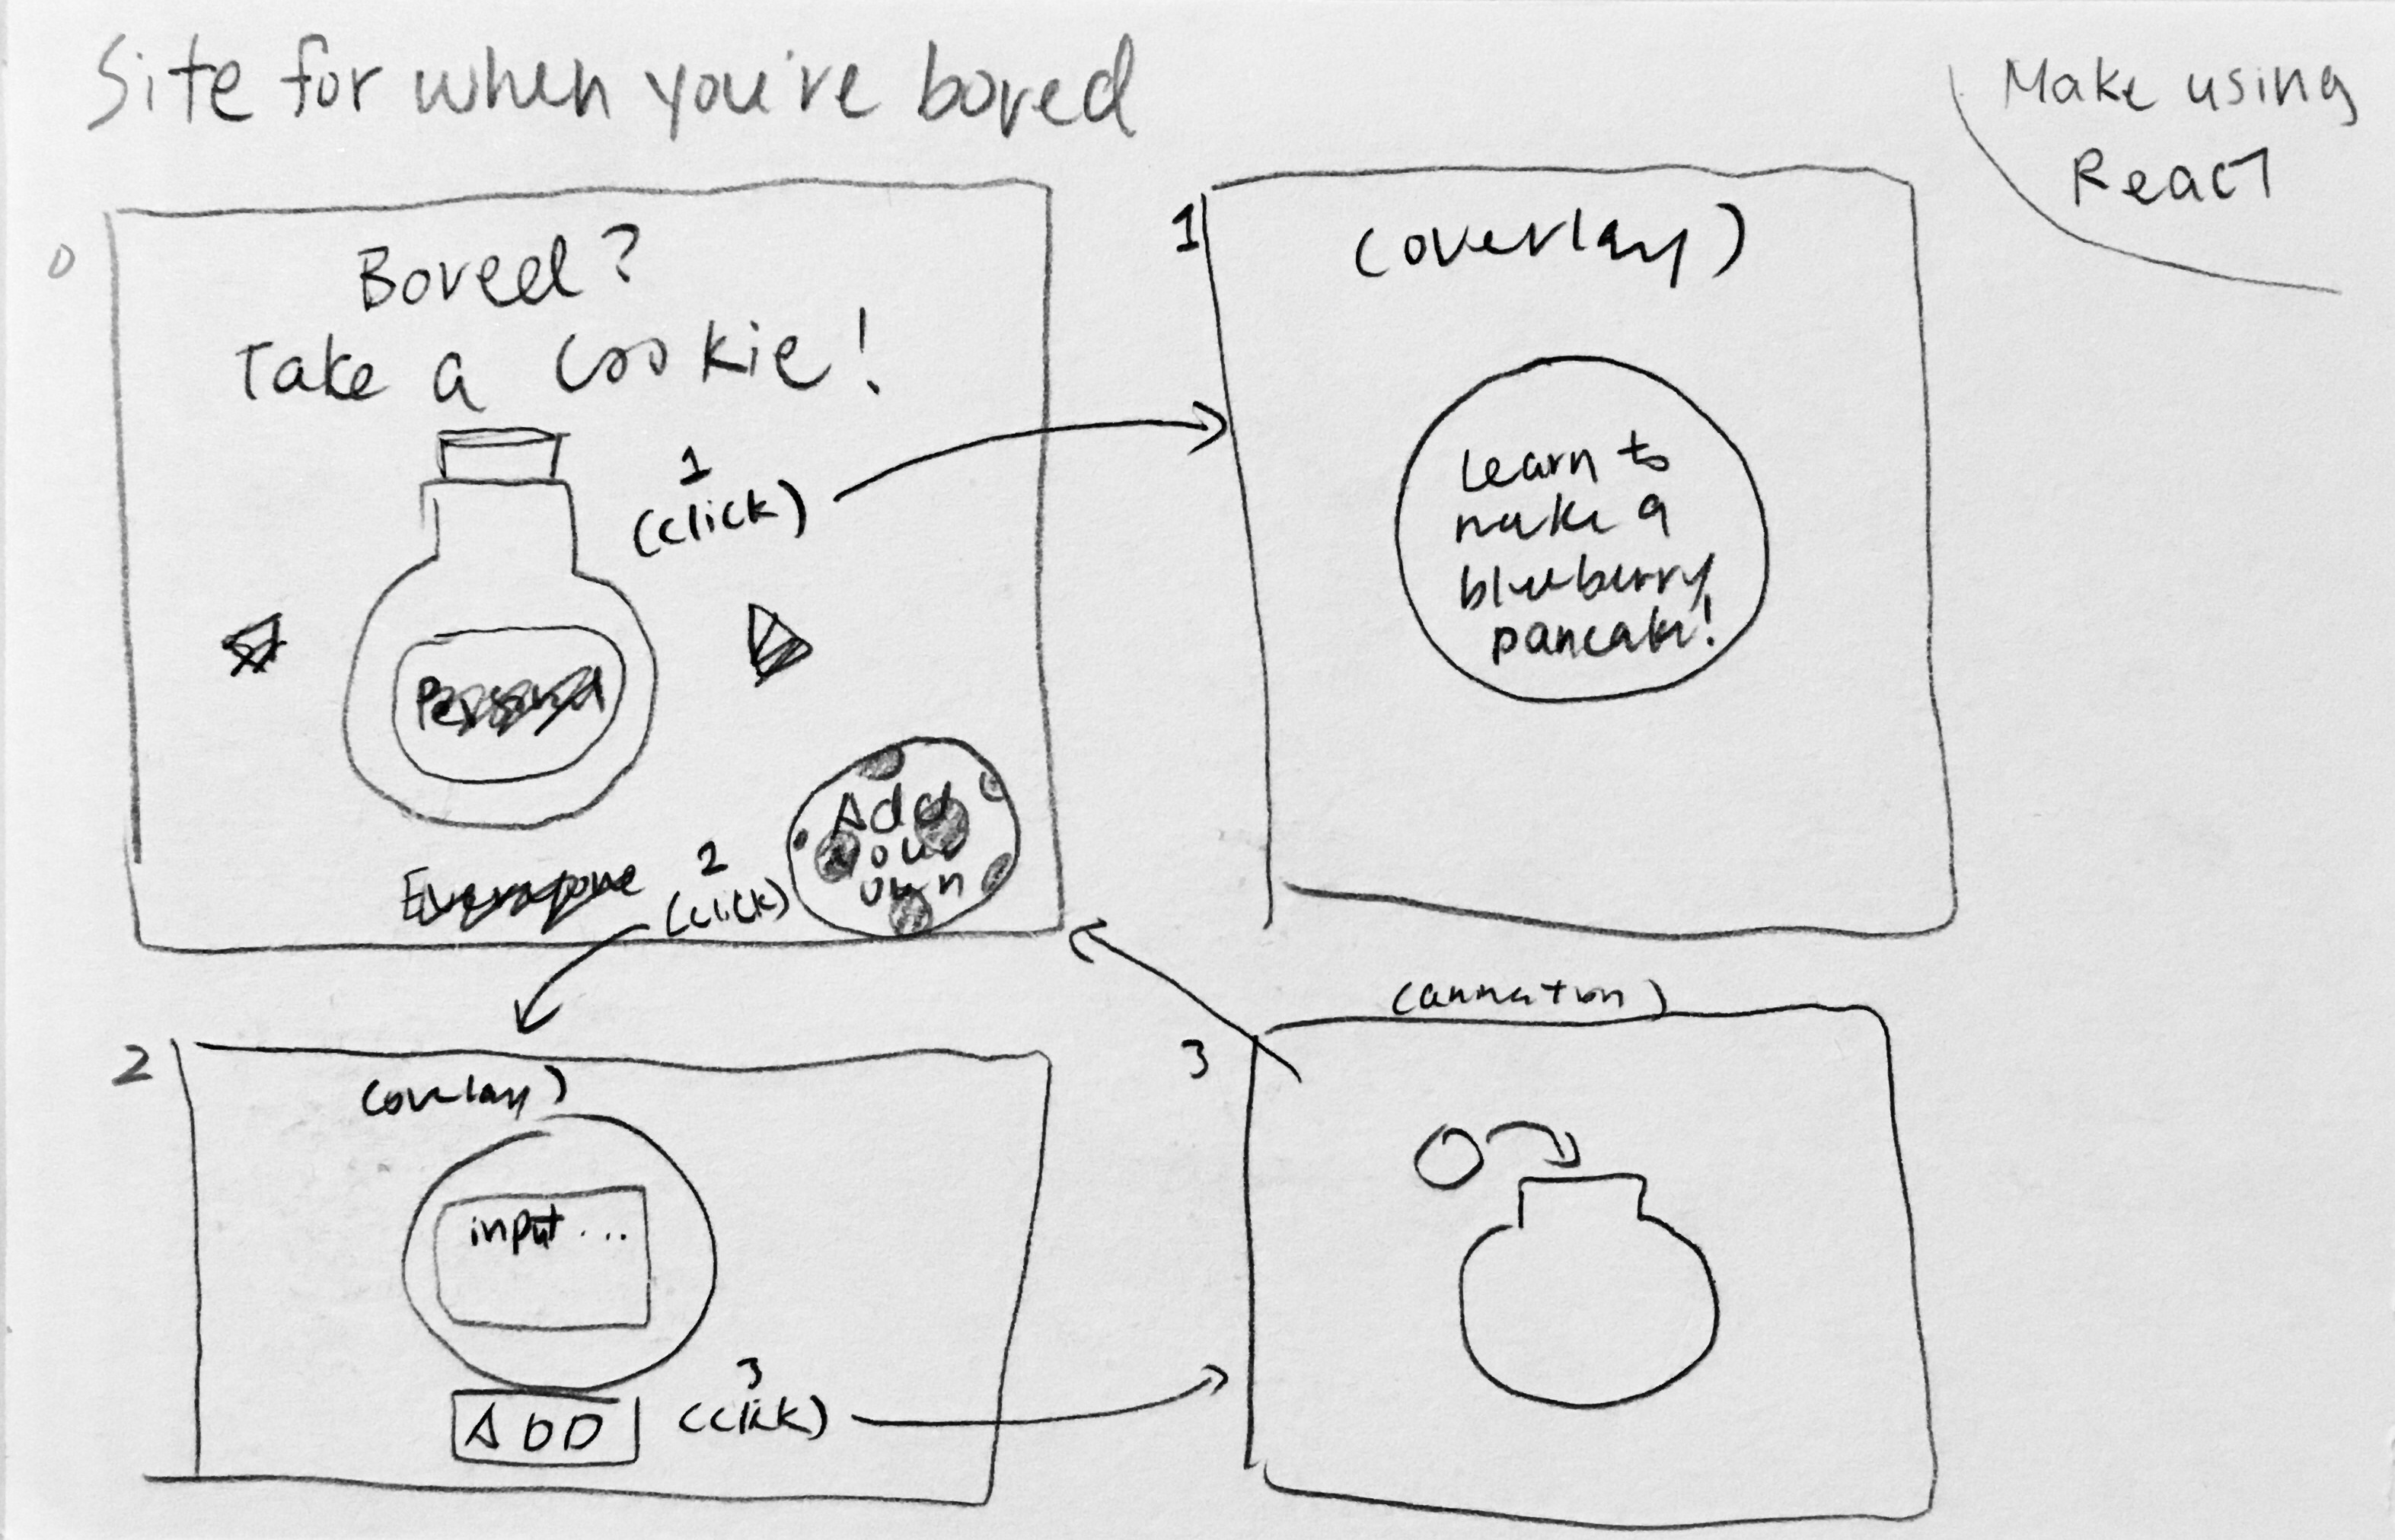 Site for when you're bored
Make using
React
0
Bored?
Take a cookie!
1
(click)
Personal
Add
your
own
Everyone
2
(click)
1
(overlay)
Learn to
make a
blueberry
pancake!
2
(overlay)
input...
ADD
3
(click)
3
(animation)